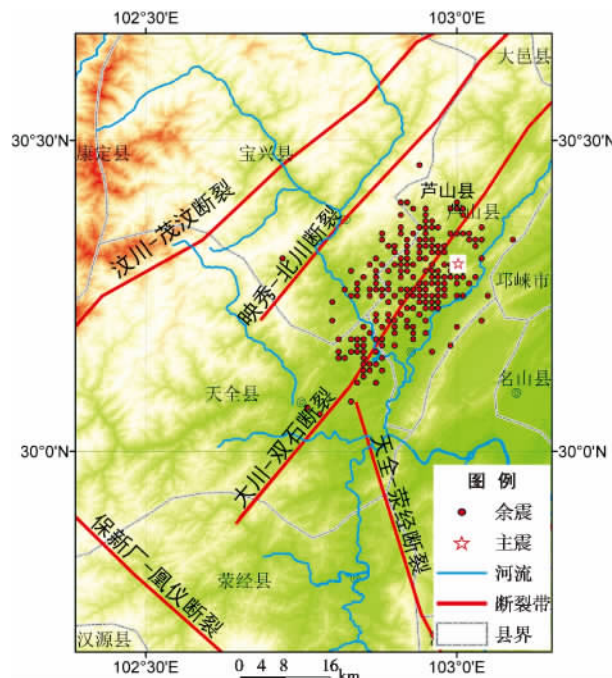 102°30'E
103°0'E
大邑县
30°30'N
30°30'N
康定县
宝兴县
芦山县
芦山县
汶川-茂汶断裂
映秀-北川断裂
邛崃市
名山县
天全县
30°0'N
30°0'N
大川-双石断裂
天全-荥经断裂
保新厂-凰仪断裂
荥经县
汉源县
图 例
余震
主震
河流
断裂带
县界
102°30'E
103°0'E
0 4 8 16
km